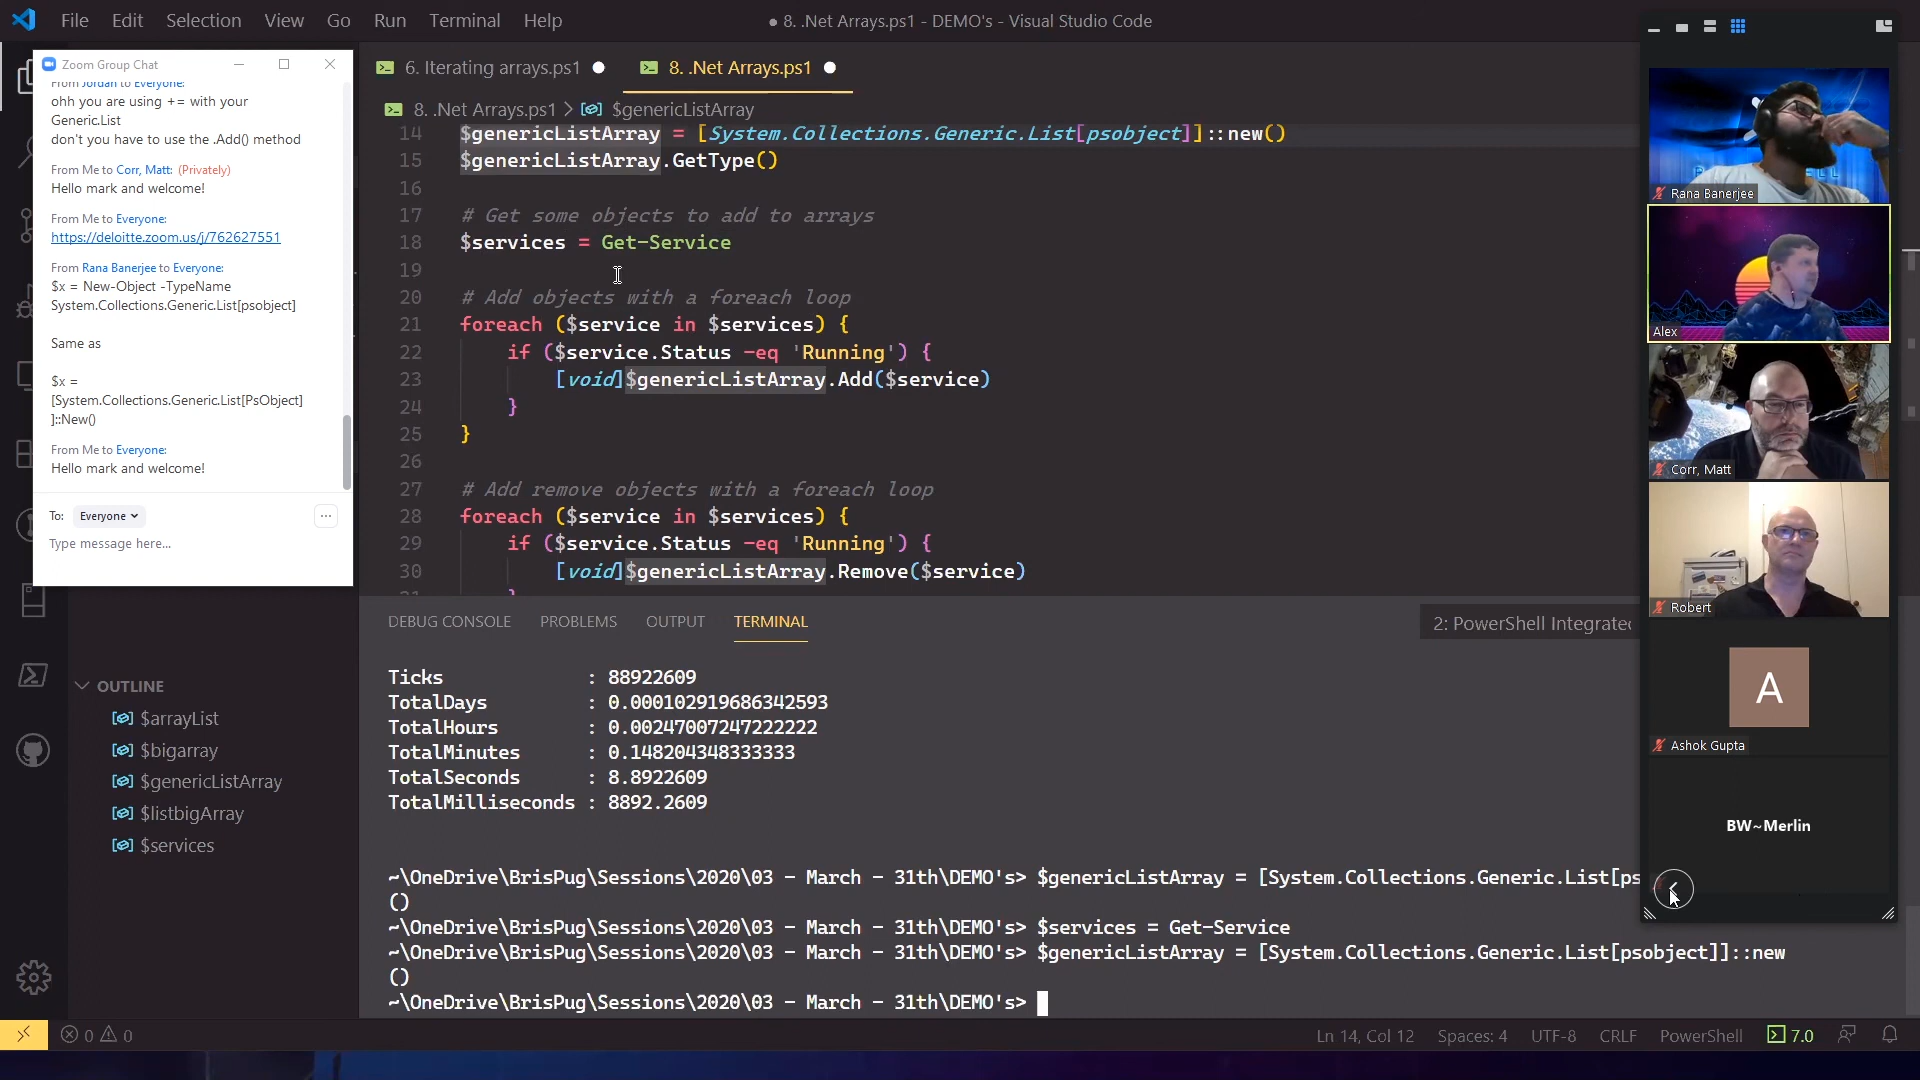 File Edit Selection View Go Run Terminal Help
● 8. .Net Arrays.ps1 - DEMO's - Visual Studio Code
Zoom Group Chat
From Jordan to Everyone:
ohh you are using += with your
Generic.List
don't you have to use the .Add() method
From Me to Corr, Matt: (Privately)
Hello mark and welcome!
From Me to Everyone:
https://deloitte.zoom.us/j/762627551
From Rana Banerjee to Everyone:
$x = New-Object -TypeName
System.Collections.Generic.List[psobject]
Same as
$x =
[System.Collections.Generic.List[PsObject]
]::New()
From Me to Everyone:
Hello mark and welcome!
To: Everyone
Type message here...
OUTLINE
$arrayList
$bigarray
$genericListArray
$listbigArray
$services
6. Iterating arrays.ps1 ●
8. .Net Arrays.ps1 ●
8. .Net Arrays.ps1 > $genericListArray
14 $genericListArray = [System.Collections.Generic.List[psobject]]::new()
15 $genericListArray.GetType()
16
17 # Get some objects to add to arrays
18 $services = Get-Service
19
20 # Add objects with a foreach loop
21 foreach ($service in $services) {
22 if ($service.Status -eq 'Running') {
23 [void]$genericListArray.Add($service)
24 }
25 }
26
27 # Add remove objects with a foreach loop
28 foreach ($service in $services) {
29 if ($service.Status -eq 'Running') {
30 [void]$genericListArray.Remove($service)
31 }
DEBUG CONSOLE PROBLEMS OUTPUT TERMINAL
2: PowerShell Integrated
Ticks : 88922609
TotalDays : 0.000102919686342593
TotalHours : 0.00247007247222222
TotalMinutes : 0.148204348333333
TotalSeconds : 8.8922609
TotalMilliseconds : 8892.2609
~\OneDrive\BrisPug\Sessions\2020\03 - March - 31th\DEMO's> $genericListArray = [System.Collections.Generic.List[ps
()
~\OneDrive\BrisPug\Sessions\2020\03 - March - 31th\DEMO's> $services = Get-Service
~\OneDrive\BrisPug\Sessions\2020\03 - March - 31th\DEMO's> $genericListArray = [System.Collections.Generic.List[psobject]]::new
()
~\OneDrive\BrisPug\Sessions\2020\03 - March - 31th\DEMO's>
Rana Banerjee
Alex
Corr, Matt
Robert
A
Ashok Gupta
BW~Merlin
0 0
Ln 14, Col 12 Spaces: 4 UTF-8 CRLF PowerShell 7.0